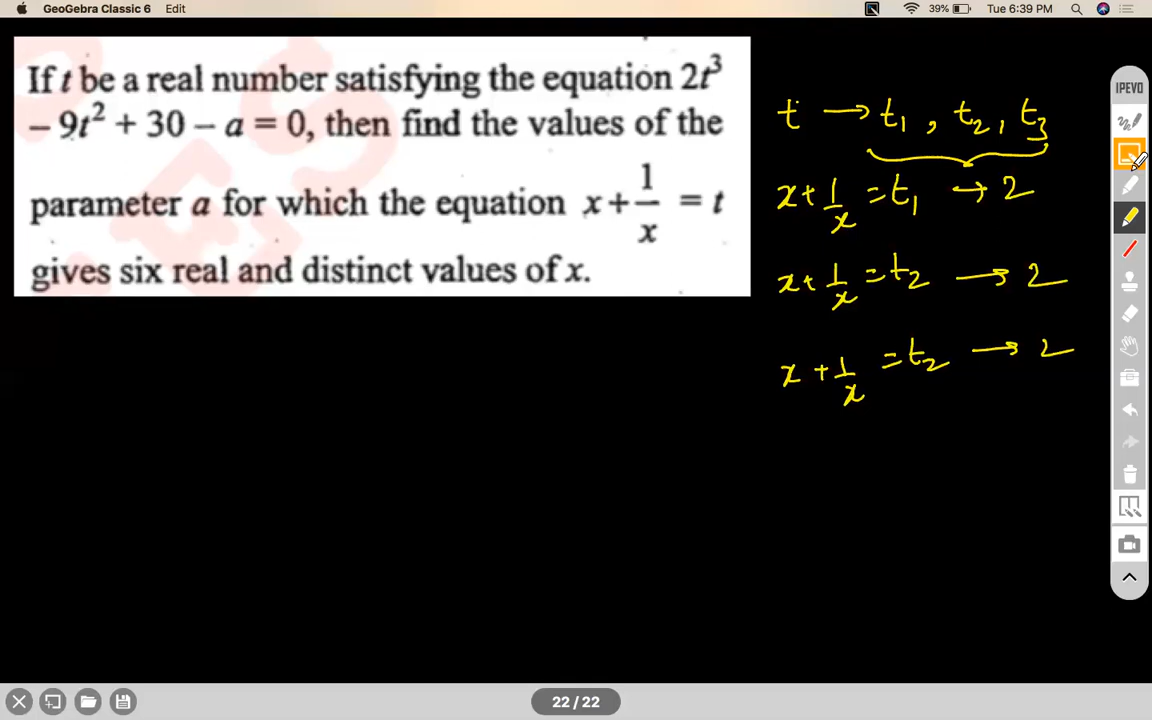 GeoGebra Classic 6 Edit 39% Tue 6:39 PM
If t be a real number satisfying the equation 2t³
– 9t² + 30 – a = 0, then find the values of the
parameter a for which the equation x + 1/x = t
gives six real and distinct values of x.
t → t₁, t₂, t₃
x + 1/x = t₁ → 2
x + 1/x = t₂ → 2
x + 1/x = t₂ → 2
IPEVO
22 / 22